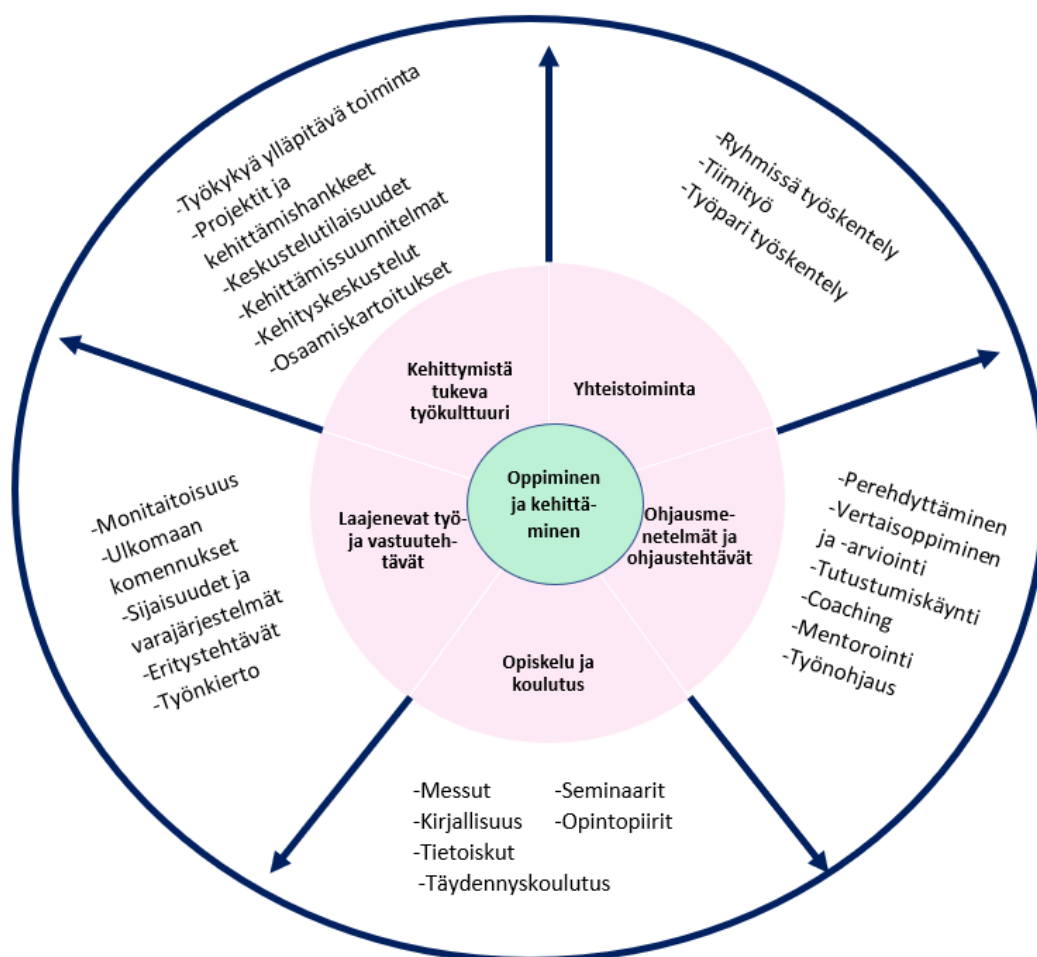 -Työkykyä ylläpitävä toiminta
-Projektit ja
kehittämishankkeet
-Keskustelutilaisuudet
-Kehittämissuunnitelmat
-Kehityskeskustelut
-Osaamiskartoitukset
-Ryhmissä työskentely
-Tiimityö
-Työpari työskentely
Kehittymistä
tukeva
työkulttuuri
Yhteistoiminta
Oppiminen
ja kehittä-
minen
Laajenevat työ-
ja vastuuteh-
tävät
Ohjausme-
netelmät ja
ohjaustehtävät
Opiskelu ja
koulutus
-Monitaitoisuus
-Ulkomaan
komennukset
-Sijaisuudet ja
varajärjestelmät
-Eritystehtävät
-Työnkierto
-Perehdyttäminen
-Vertaisoppiminen
ja -arviointi
-Tutustumiskäynti
-Coaching
-Mentorointi
-Työnohjaus
-Messut
-Kirjallisuus
-Tietoiskut
-Täydennyskoulutus
-Seminaarit
-Opintopiirit